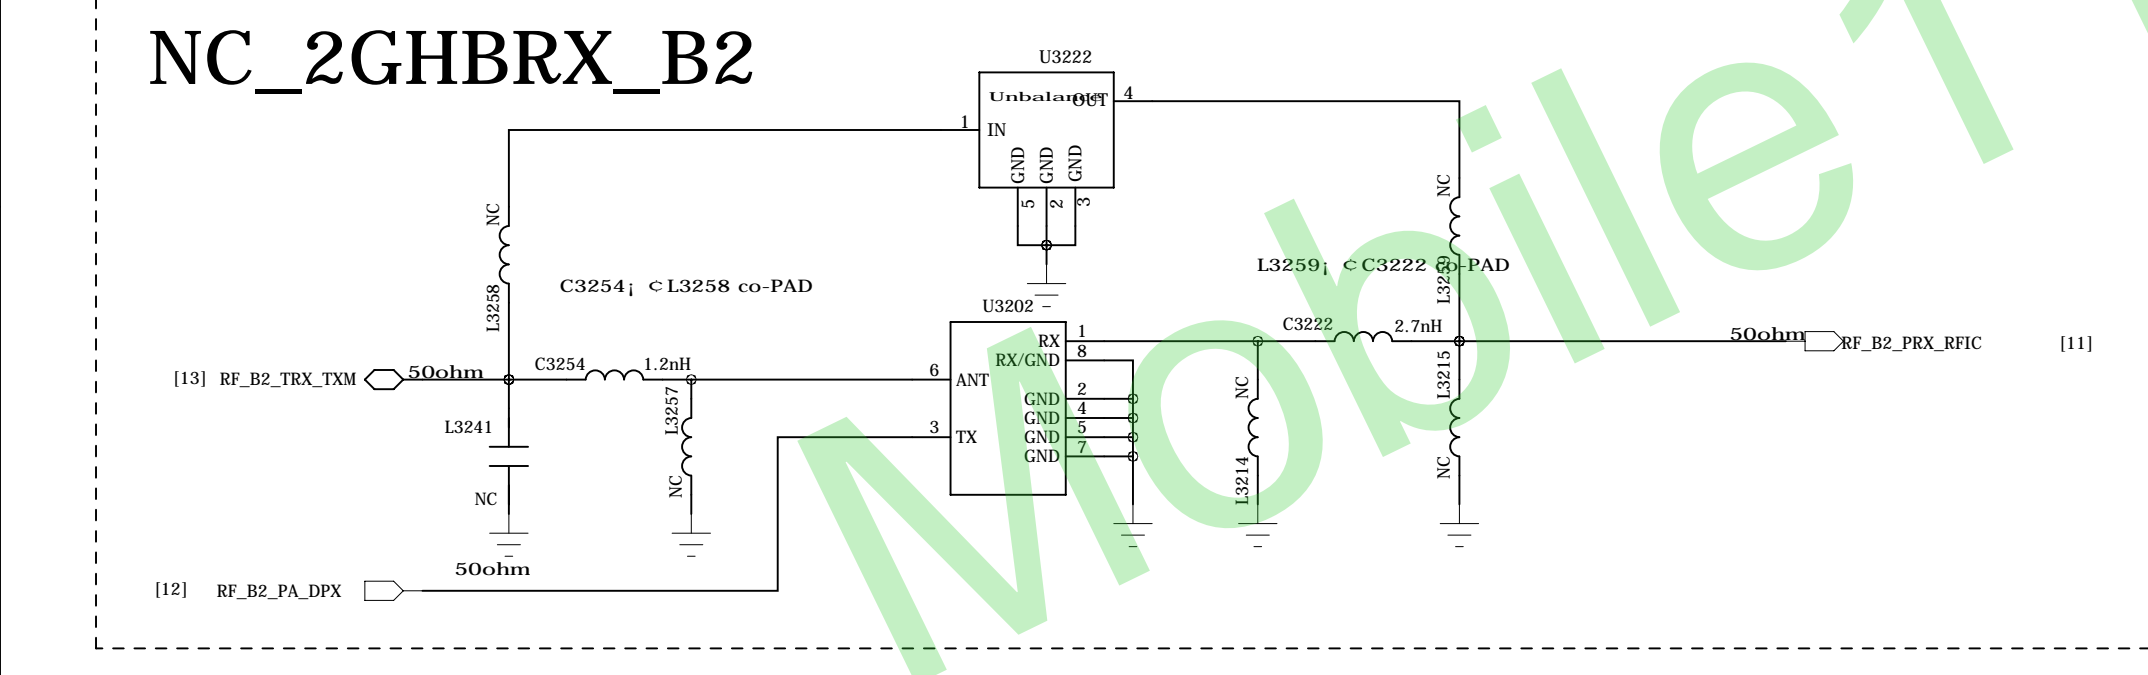 NC_2GHBRX_B2
U3222
Unbalance
OUT
4
1
IN
GND
GND
GND
5
2
3
NC
L3258
C3254¡ ¢L3258 co-PAD
NC
L3259
L3259¡ ¢C3222 co-PAD
U3202
RX
1
RX/GND
8
C3222
2.7nH
50ohm
RF_B2_PRX_RFIC
[11]
[13]
RF_B2_TRX_TXM
50ohm
C3254
1.2nH
6
ANT
GND
2
GND
4
GND
5
GND
7
3
TX
L3241
NC
L3257
NC
NC
L3214
L3215
NC
50ohm
[12]
RF_B2_PA_DPX
Mobile1